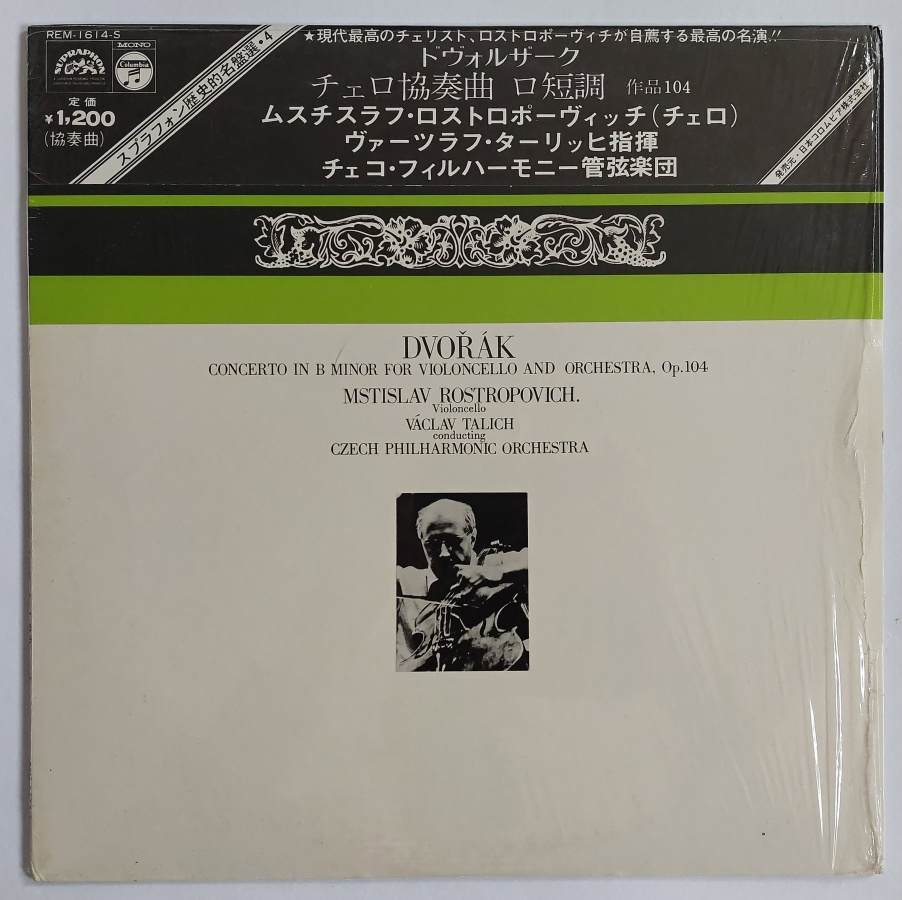 REM-1614-S
SUPRAPHON
MONO
Columbia
定価
¥1,200
(協奏曲)
スプラフォン歴史的名盤選・4
★現代最高のチェリスト、ロストロポーヴィチが自薦する最高の名演!!
ドヴォルザーク
チェロ協奏曲 ロ短調 作品104
ムスチスラフ・ロストロポーヴィッチ(チェロ)
ヴァーツラフ・ターリッヒ指揮
チェコ・フィルハーモニー管弦楽団
発売元・日本コロムビア株式会社
DVOŘÁK
CONCERTO IN B MINOR FOR VIOLONCELLO AND ORCHESTRA, Op.104
MSTISLAV ROSTROPOVICH.
Violoncello
VÁCLAV TALICH
conducting
CZECH PHILHARMONIC ORCHESTRA